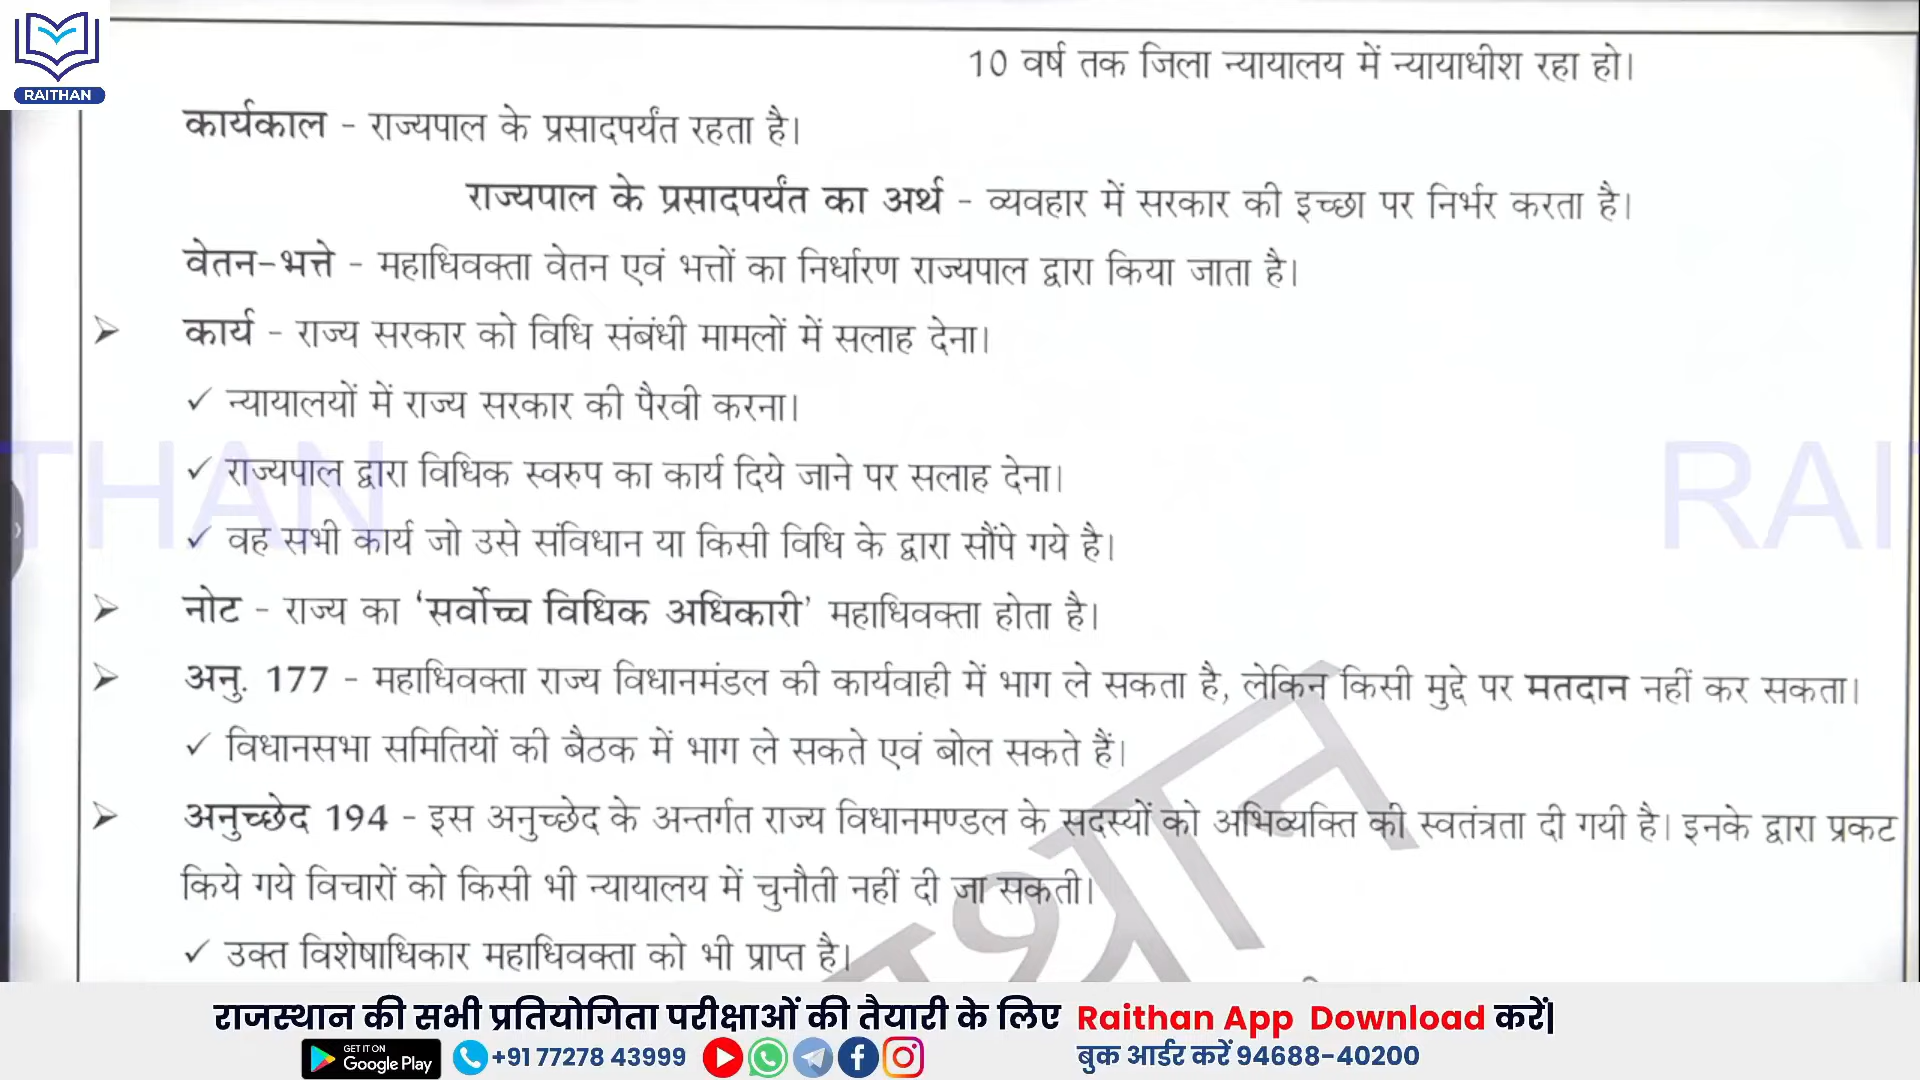 RAITHAN
10 वर्ष तक जिला न्यायालय में न्यायाधीश रहा हो।
कार्यकाल - राज्यपाल के प्रसादपर्यंत रहता है।
राज्यपाल के प्रसादपर्यंत का अर्थ - व्यवहार में सरकार की इच्छा पर निर्भर करता है।
वेतन-भत्ते - महाधिवक्ता वेतन एवं भत्तों का निर्धारण राज्यपाल द्वारा किया जाता है।
➢ कार्य - राज्य सरकार को विधि संबंधी मामलों में सलाह देना।
✓ न्यायालयों में राज्य सरकार की पैरवी करना।
✓ राज्यपाल द्वारा विधिक स्वरुप का कार्य दिये जाने पर सलाह देना।
✓ वह सभी कार्य जो उसे संविधान या किसी विधि के द्वारा सौंपे गये है।
➢ नोट - राज्य का ‘सर्वोच्च विधिक अधिकारी’ महाधिवक्ता होता है।
➢ अनु. 177 - महाधिवक्ता राज्य विधानमंडल की कार्यवाही में भाग ले सकता है, लेकिन किसी मुद्दे पर मतदान नहीं कर सकता।
✓ विधानसभा समितियों की बैठक में भाग ले सकते एवं बोल सकते हैं।
➢ अनुच्छेद 194 - इस अनुच्छेद के अन्तर्गत राज्य विधानमण्डल के सदस्यों को अभिव्यक्ति की स्वतंत्रता दी गयी है। इनके द्वारा प्रकट
किये गये विचारों को किसी भी न्यायालय में चुनौती नहीं दी जा सकती।
✓ उक्त विशेषाधिकार महाधिवक्ता को भी प्राप्त है।
THAN
RAI
राजस्थान की सभी प्रतियोगिता परीक्षाओं की तैयारी के लिए Raithan App Download करें|
GET IT ON
Google Play
+91 77278 43999
बुक आर्डर करें 94688-40200